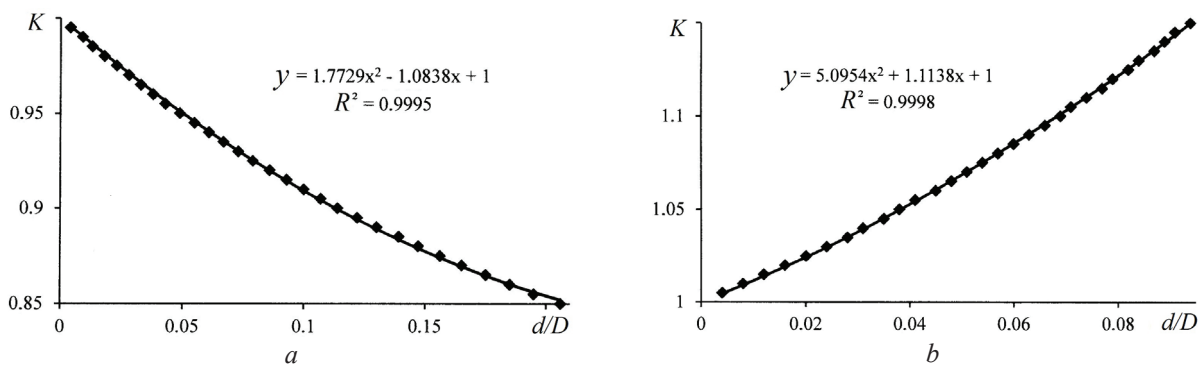 K
y = 1.7729x² - 1.0838x + 1
R² = 0.9995
0.95
0.9
0.85
0 0.05 0.1 0.15 d/D
a
K
y = 5.0954x² + 1.1138x + 1
R² = 0.9998
1.1
1.05
1
0 0.02 0.04 0.06 0.08 d/D
b